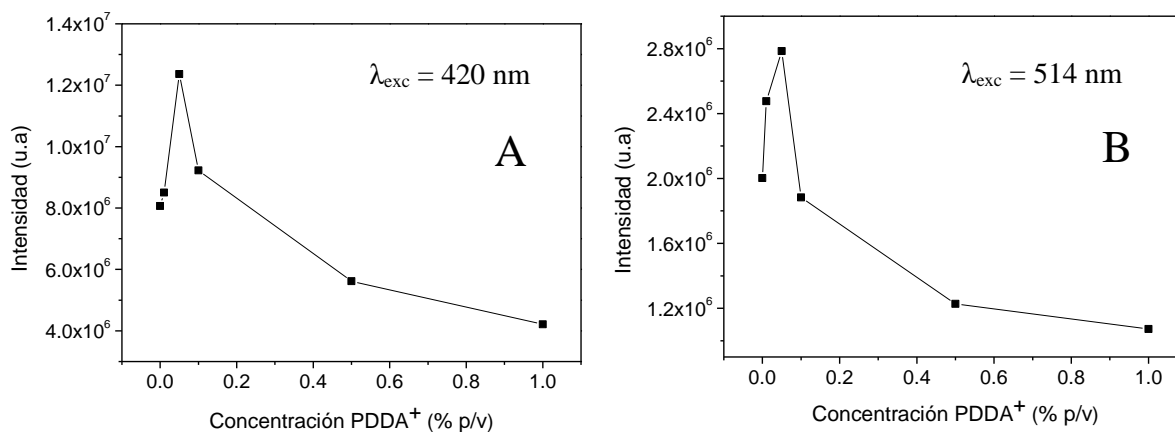 1.4x10⁷
1.2x10⁷
1.0x10⁷
8.0x10⁶
6.0x10⁶
4.0x10⁶
Intensidad (u.a)
λexc = 420 nm
A
0.0 0.2 0.4 0.6 0.8 1.0
Concentración PDDA⁺ (% p/v)
2.8x10⁶
2.4x10⁶
2.0x10⁶
1.6x10⁶
1.2x10⁶
Intensidad (u.a)
λexc = 514 nm
B
0.0 0.2 0.4 0.6 0.8 1.0
Concentración PDDA⁺ (% p/v)